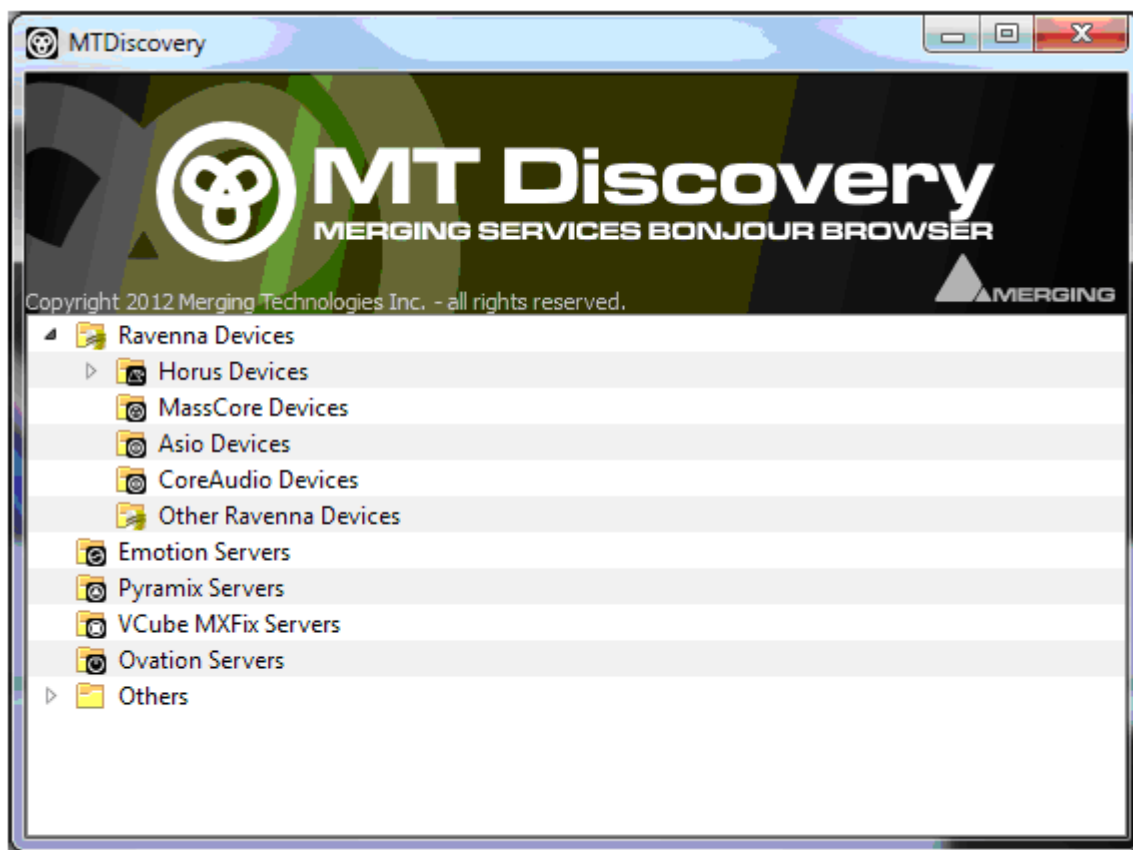 MTDiscovery
MT Discovery
MERGING SERVICES BONJOUR BROWSER
MERGING
Copyright 2012 Merging Technologies Inc. - all rights reserved.
Ravenna Devices
Horus Devices
MassCore Devices
Asio Devices
CoreAudio Devices
Other Ravenna Devices
Emotion Servers
Pyramix Servers
VCube MXFix Servers
Ovation Servers
Others